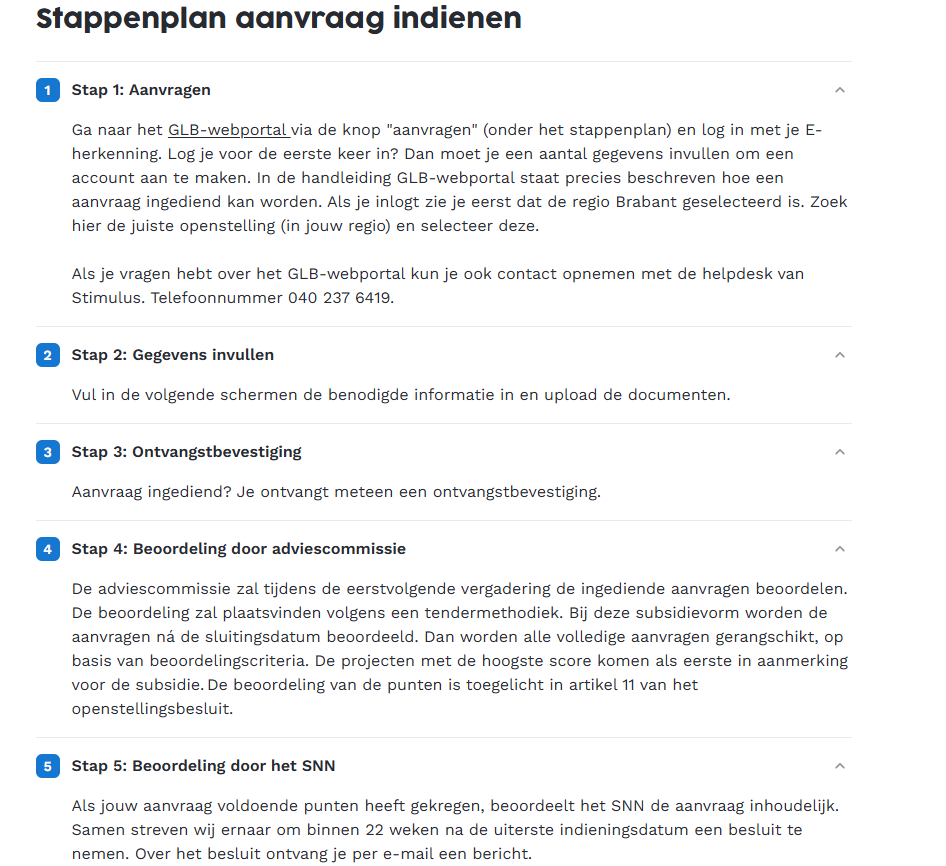 Stappenplan aanvraag indienen
1 Stap 1: Aanvragen
Ga naar het GLB-webportal via de knop "aanvragen" (onder het stappenplan) en log in met je E-
herkenning. Log je voor de eerste keer in? Dan moet je een aantal gegevens invullen om een
account aan te maken. In de handleiding GLB-webportal staat precies beschreven hoe een
aanvraag ingediend kan worden. Als je inlogt zie je eerst dat de regio Brabant geselecteerd is. Zoek
hier de juiste openstelling (in jouw regio) en selecteer deze.
Als je vragen hebt over het GLB-webportal kun je ook contact opnemen met de helpdesk van
Stimulus. Telefoonnummer 040 237 6419.
2 Stap 2: Gegevens invullen
Vul in de volgende schermen de benodigde informatie in en upload de documenten.
3 Stap 3: Ontvangstbevestiging
Aanvraag ingediend? Je ontvangt meteen een ontvangstbevestiging.
4 Stap 4: Beoordeling door adviescommissie
De adviescommissie zal tijdens de eerstvolgende vergadering de ingediende aanvragen beoordelen.
De beoordeling zal plaatsvinden volgens een tendermethodiek. Bij deze subsidievorm worden de
aanvragen ná de sluitingsdatum beoordeeld. Dan worden alle volledige aanvragen gerangschikt, op
basis van beoordelingscriteria. De projecten met de hoogste score komen als eerste in aanmerking
voor de subsidie. De beoordeling van de punten is toegelicht in artikel 11 van het
openstellingsbesluit.
5 Stap 5: Beoordeling door het SNN
Als jouw aanvraag voldoende punten heeft gekregen, beoordeelt het SNN de aanvraag inhoudelijk.
Samen streven wij ernaar om binnen 22 weken na de uiterste indieningsdatum een besluit te
nemen. Over het besluit ontvang je per e-mail een bericht.